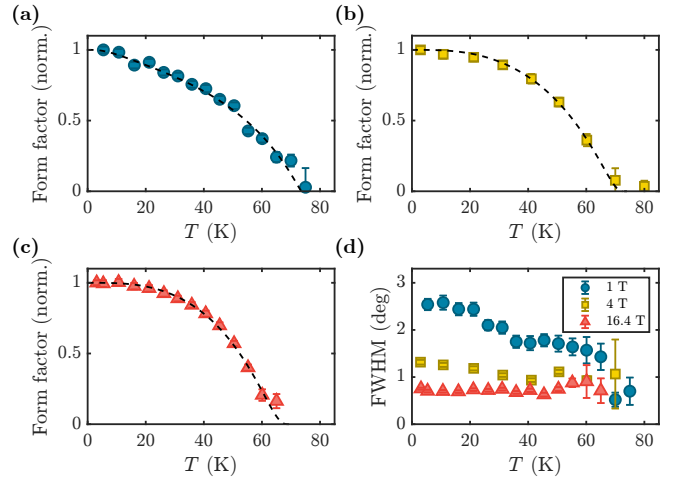 (a)
Form factor (norm.)
1
0.5
0
0 20 40 60 80
T (K)
(b)
Form factor (norm.)
1
0.5
0
0 20 40 60 80
T (K)
(c)
Form factor (norm.)
1
0.5
0
0 20 40 60 80
T (K)
(d)
FWHM (deg)
3
2
1
0
0 20 40 60 80
T (K)
1 T
4 T
16.4 T